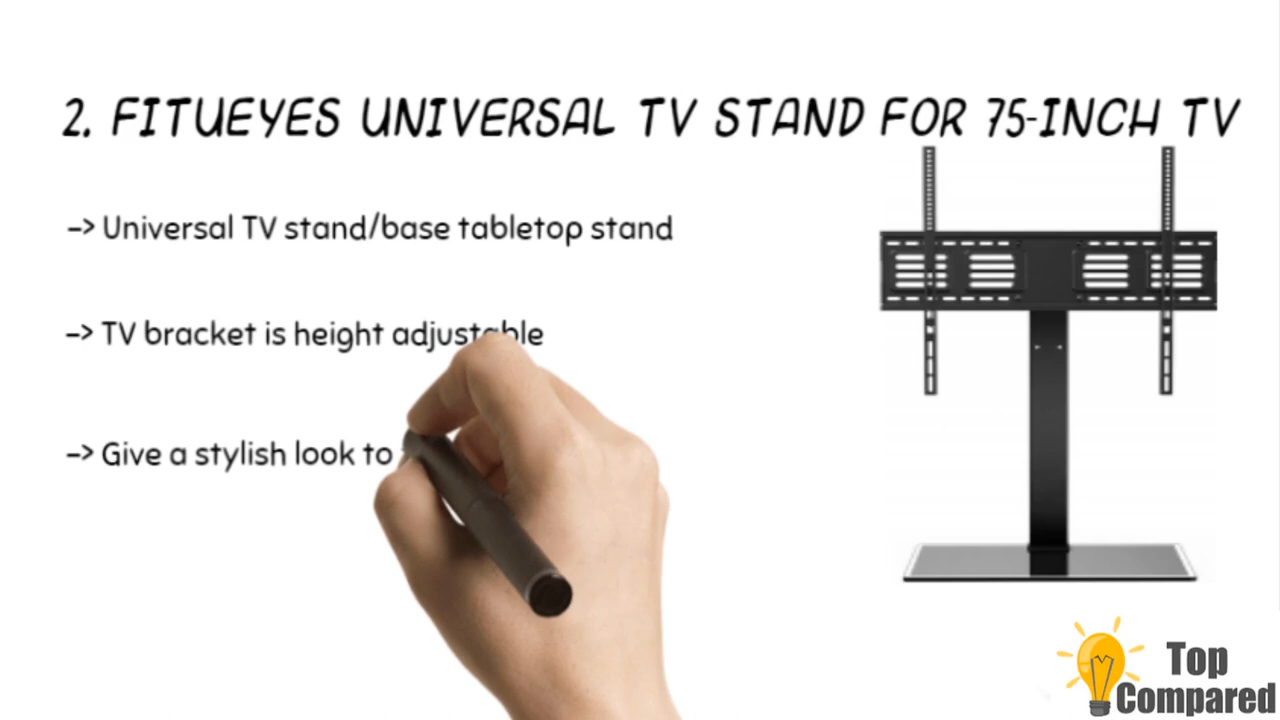 2. FITUEYES UNIVERSAL TV STAND FOR 75-INCH TV
-> Universal TV stand/base tabletop stand
-> TV bracket is height adjustable
-> Give a stylish look to
Top
Compared